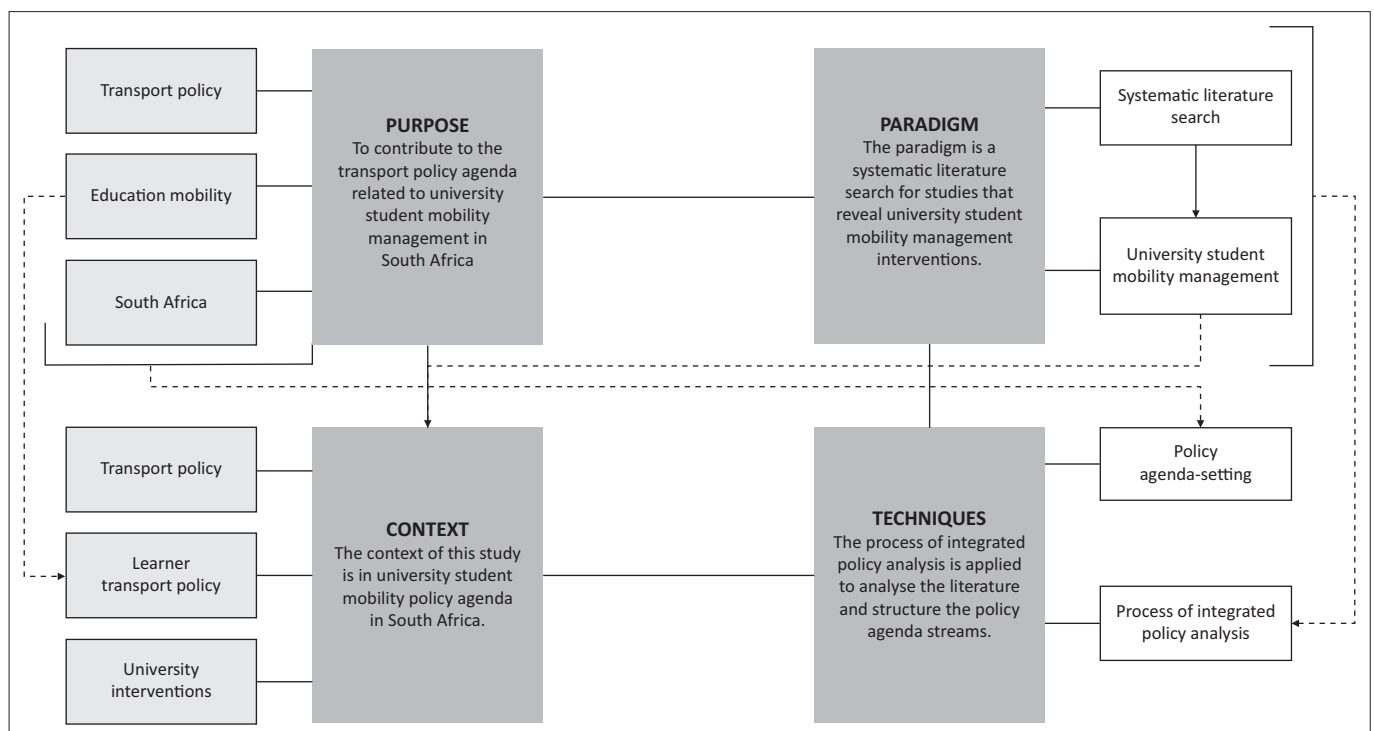 Transport policy
Education mobility
South Africa
PURPOSE
To contribute to the
transport policy agenda
related to university
student mobility
management in
South Africa
PARADIGM
The paradigm is a
systematic literature
search for studies that
reveal university student
mobility management
interventions.
Systematic literature
search
University student
mobility management
Transport policy
Learner
transport policy
University
interventions
CONTEXT
The context of this study
is in university student
mobility policy agenda
in South Africa.
TECHNIQUES
The process of integrated
policy analysis is applied
to analyse the literature
and structure the policy
agenda streams.
Policy
agenda-setting
Process of integrated
policy analysis